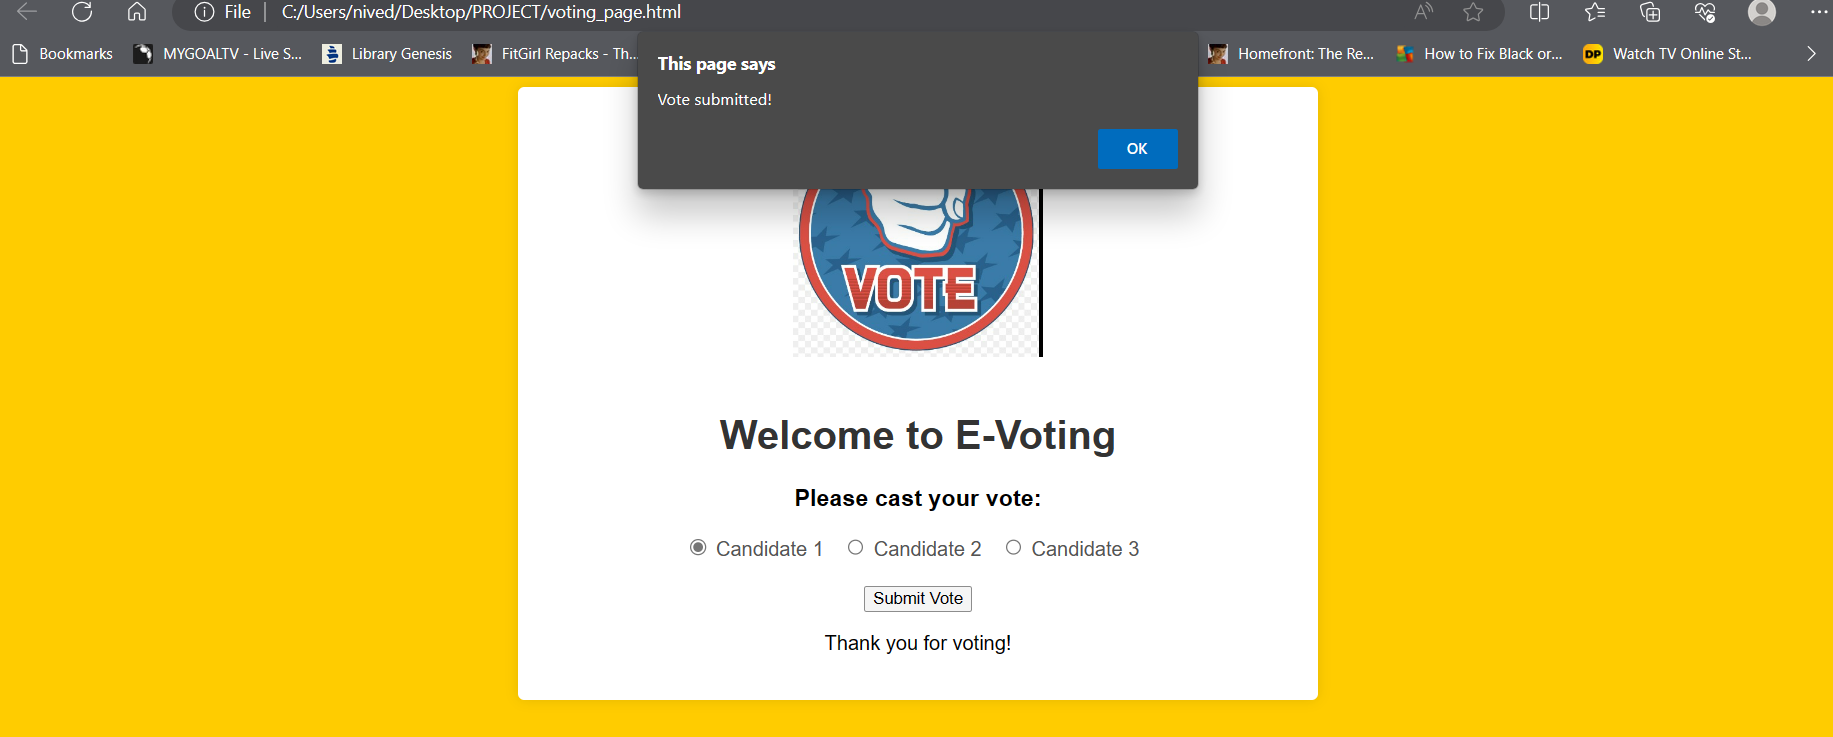 File C:/Users/nived/Desktop/PROJECT/voting_page.html
Bookmarks MYGOALTV - Live S... Library Genesis FitGirl Repacks - Th... Homefront: The Re... How to Fix Black or... DP Watch TV Online St...
This page says
Vote submitted!
OK
VOTE
Welcome to E-Voting
Please cast your vote:
Candidate 1 Candidate 2 Candidate 3
Submit Vote
Thank you for voting!